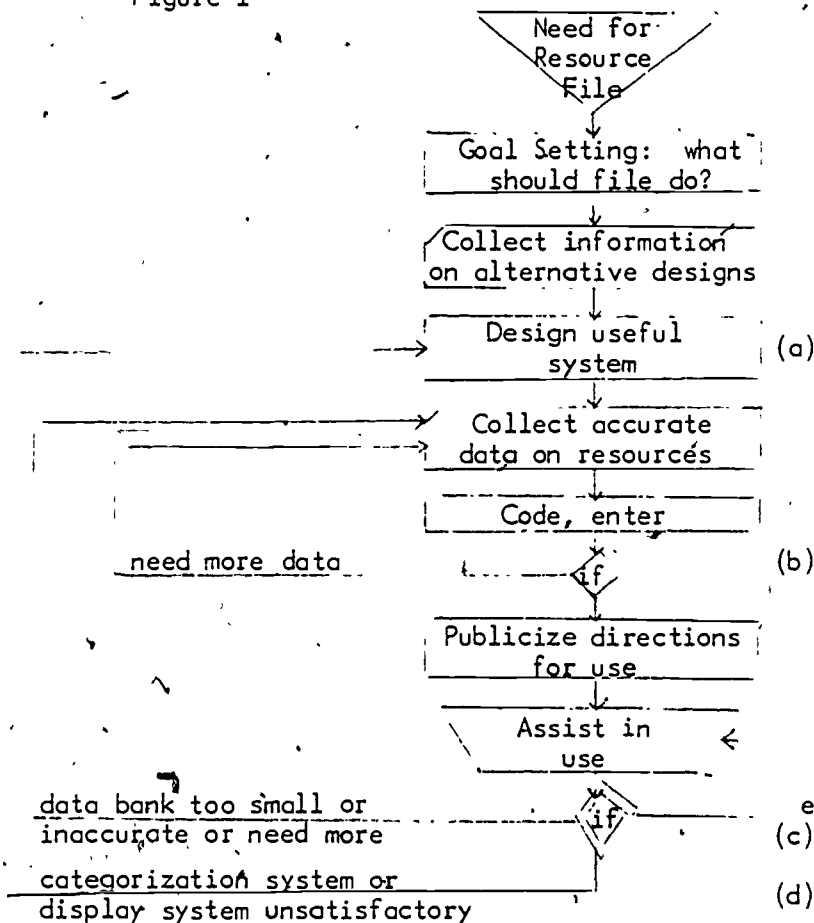 Figure 1
Need for
Resource
File
Goal Setting: what
should file do?
Collect information
on alternative designs
Design useful
system
(a)
Collect accurate
data on resources
Code, enter
need more data
if
(b)
Publicize directions
for use
Assist in
use
data bank too small or
inaccurate or need more
if
e
(c)
categorization system or
display system unsatisfactory
(d)